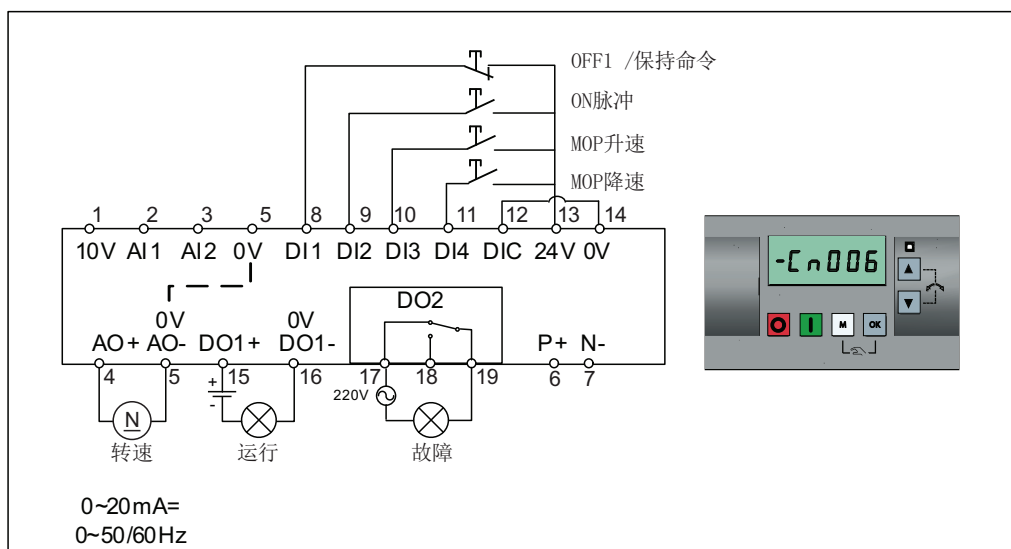 OFF1 /保持命令
ON脉冲
MOP升速
MOP降速
1 2 3 5 8 9 10 11 12 13 14
10V AI1 AI2 0V DI1 DI2 DI3 DI4 DIC 24V 0V
-Cn006
DO2
0V 0V
AO+ AO- DO1+ DO1- P+ N-
M OK
4 5 15 16 17 18 19 6 7
+
-
220V
N
转速 运行 故障
0~20mA=
0~50/60Hz